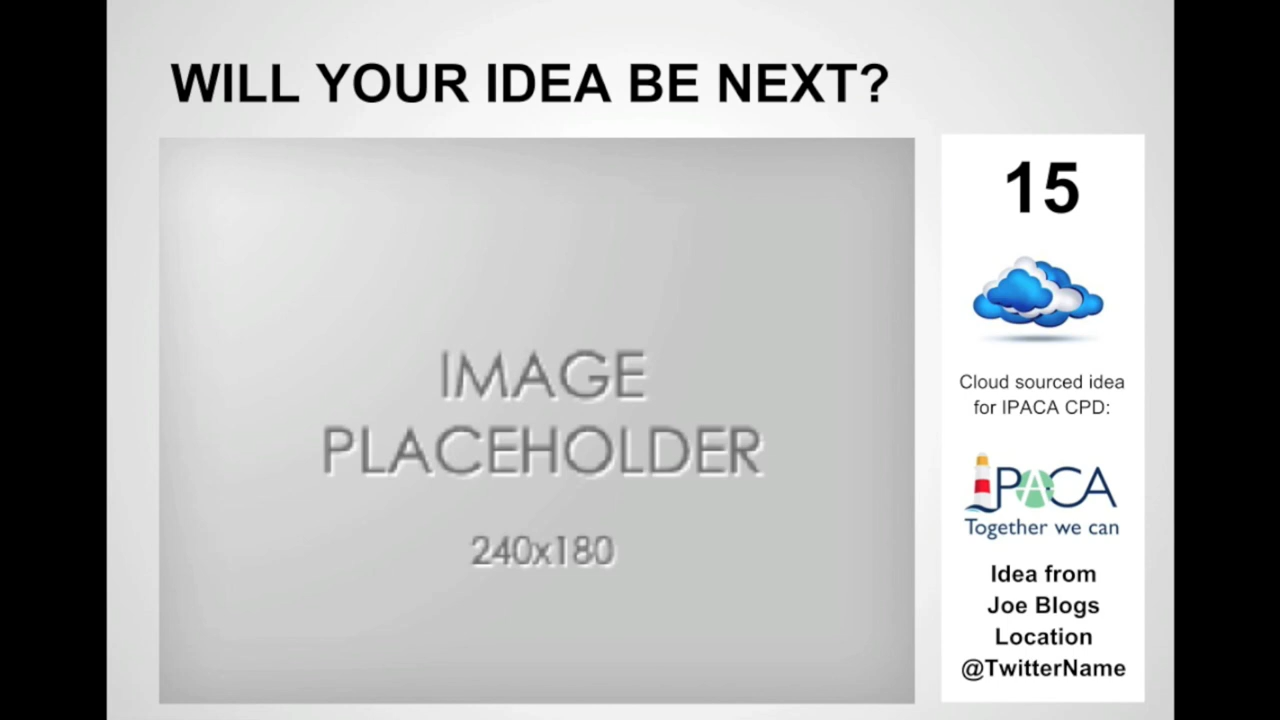 WILL YOUR IDEA BE NEXT?
IMAGE
PLACEHOLDER
240x180
15
Cloud sourced idea
for IPACA CPD:
IPACA
Together we can
Idea from
Joe Blogs
Location
@TwitterName